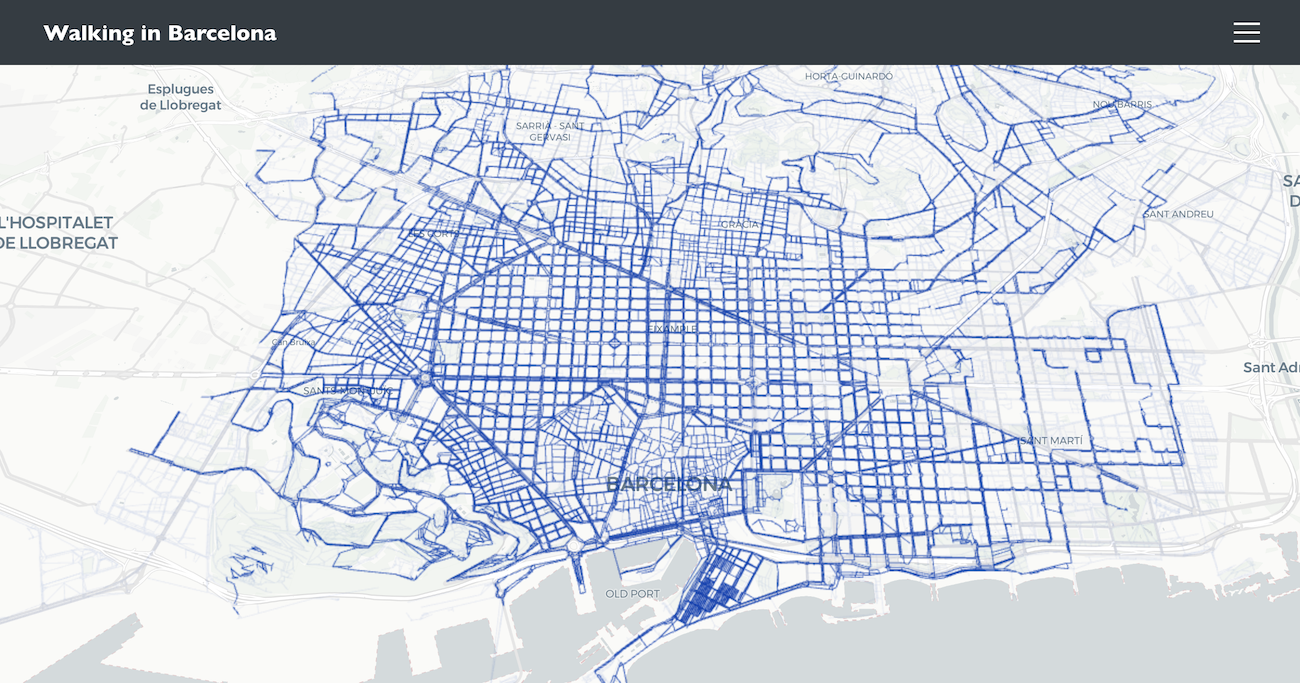 Walking in Barcelona
HORTA-GUINARDÓ
Esplugues
de Llobregat
NOU BARRIS
SARRIÀ - SANT
GERVASI
SA
D
L'HOSPITALET
DE LLOBREGAT
SANT ANDREU
GRÀCIA
LES CORTS
EIXAMPLE
Can Bruixa
Sant Adr
SANTS-MONTJUÏC
SANT MARTÍ
BARCELONA
OLD PORT